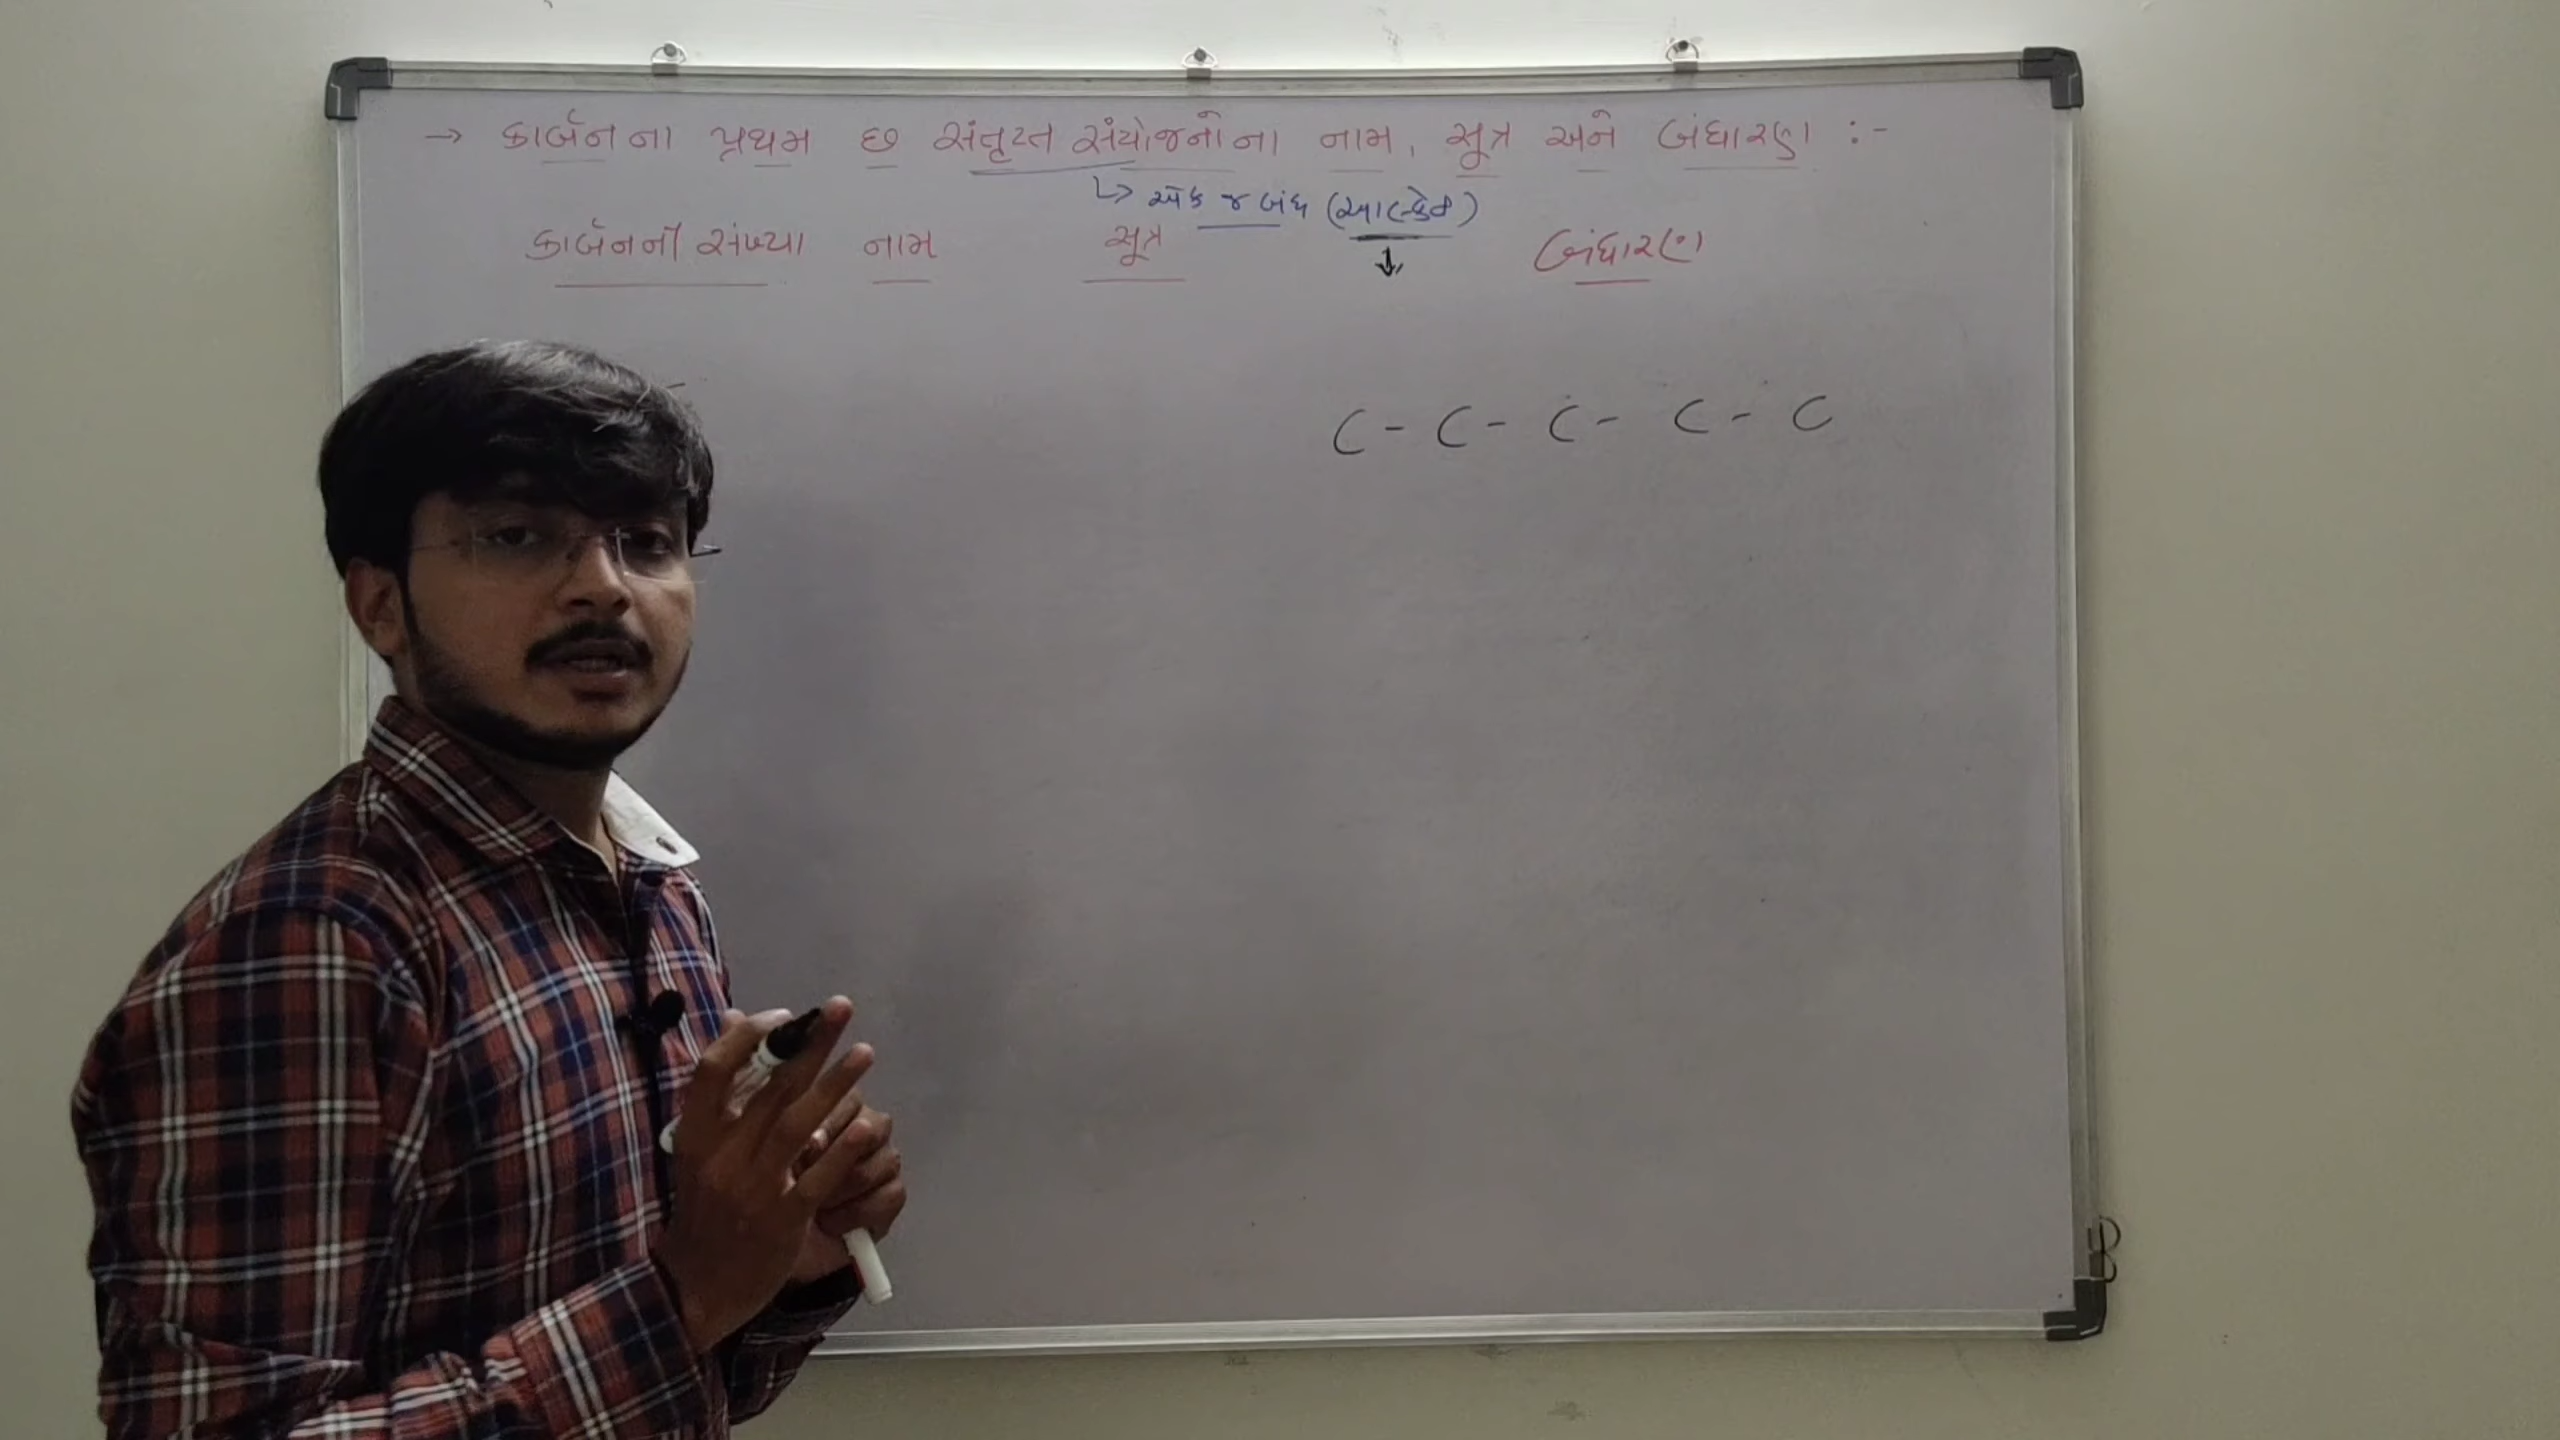 → કાર્બનના પ્રથમ છ સંતૃપ્ત સંયોજનોના નામ, સૂત્ર અને બંધારણ :-
↳ એક જ બંધ (આલ્કેન)
કાર્બનની સંખ્યા નામ સૂત્ર ↓ બંધારણ
C - C - C - C - C